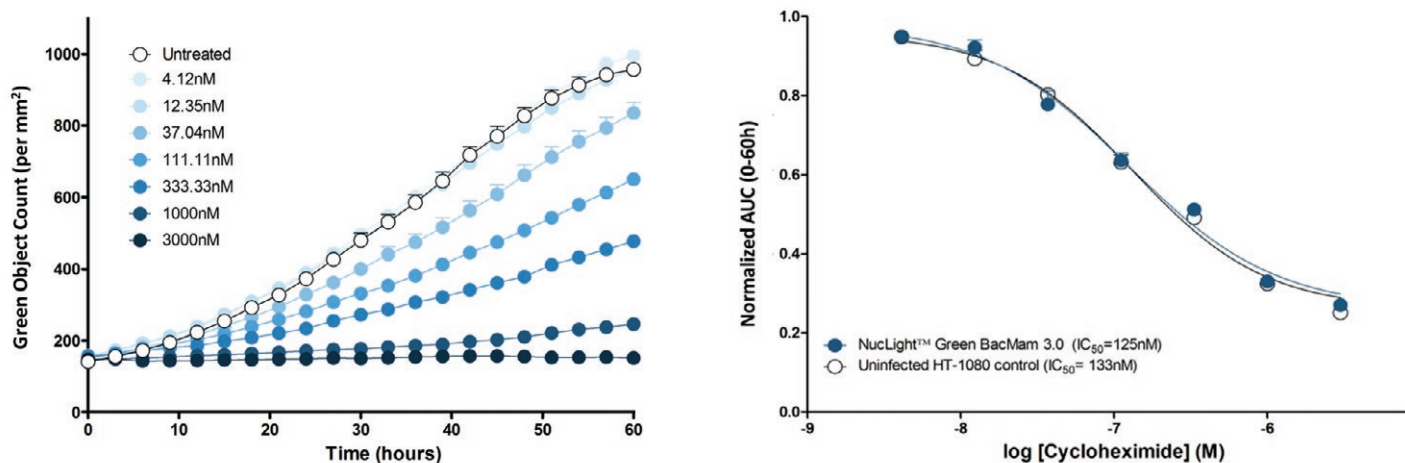 Green Object Count (per mm²)
1000
800
600
400
200
0
Untreated
4.12nM
12.35nM
37.04nM
111.11nM
333.33nM
1000nM
3000nM
0 10 20 30 40 50 60
Time (hours)
Normalized AUC (0-60h)
1.0
0.8
0.6
0.4
0.2
0.0
NucLight™ Green BacMam 3.0 (IC₅₀=125nM)
Uninfected HT-1080 control (IC₅₀= 133nM)
-9 -8 -7 -6
log [Cycloheximide] (M)